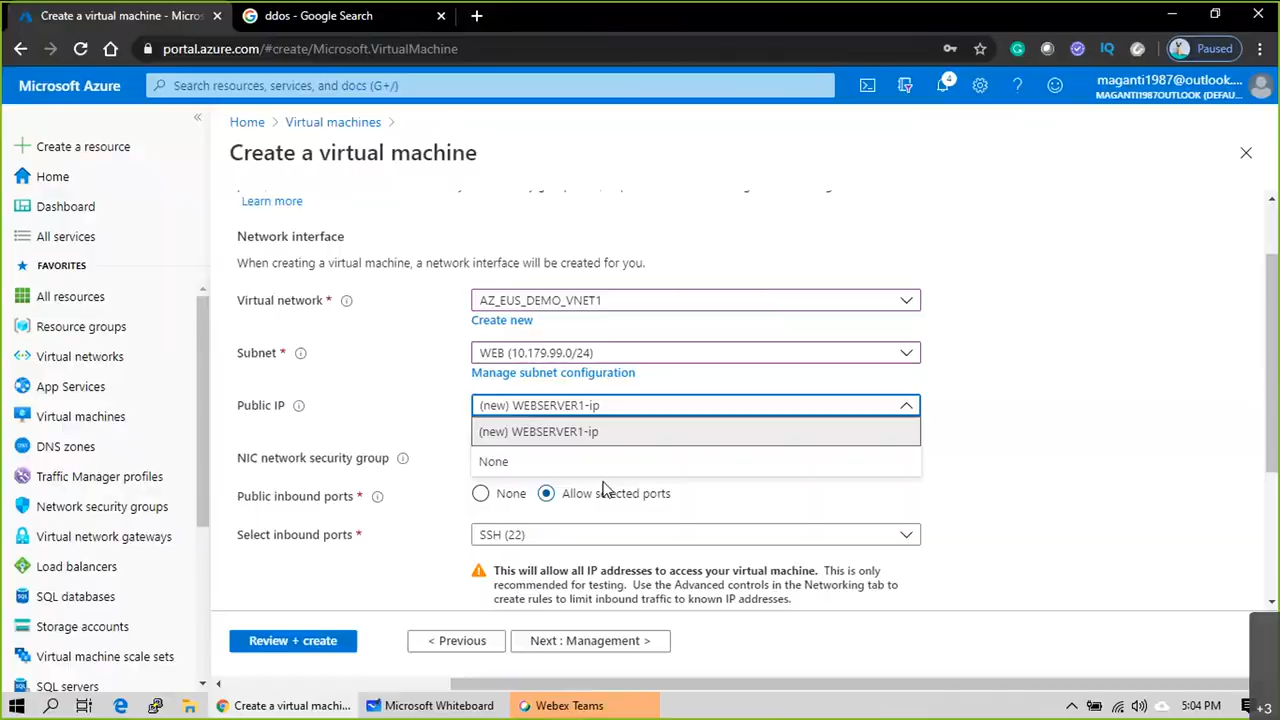 Create a virtual machine - Micros
ddos - Google Search
portal.azure.com/#create/Microsoft.VirtualMachine
IQ
Paused
Microsoft Azure
Search resources, services, and docs (G+/)
4
maganti1987@outlook....
MAGANTI1987OUTLOOK (DEFAU...
Create a resource
Home
Dashboard
All services
FAVORITES
All resources
Resource groups
Virtual networks
App Services
Virtual machines
DNS zones
Traffic Manager profiles
Network security groups
Virtual network gateways
Load balancers
SQL databases
Storage accounts
Virtual machine scale sets
SQL servers
Home > Virtual machines >
Create a virtual machine
Learn more
Network interface
When creating a virtual machine, a network interface will be created for you.
Virtual network *
AZ_EUS_DEMO_VNET1
Create new
Subnet *
WEB (10.179.99.0/24)
Manage subnet configuration
Public IP
(new) WEBSERVER1-ip
(new) WEBSERVER1-ip
None
NIC network security group
Public inbound ports *
None
Allow selected ports
Select inbound ports *
SSH (22)
This will allow all IP addresses to access your virtual machine. This is only
recommended for testing. Use the Advanced controls in the Networking tab to
create rules to limit inbound traffic to known IP addresses.
Review + create
< Previous
Next : Management >
Create a virtual machi...
Microsoft Whiteboard
Webex Teams
5:04 PM
+3